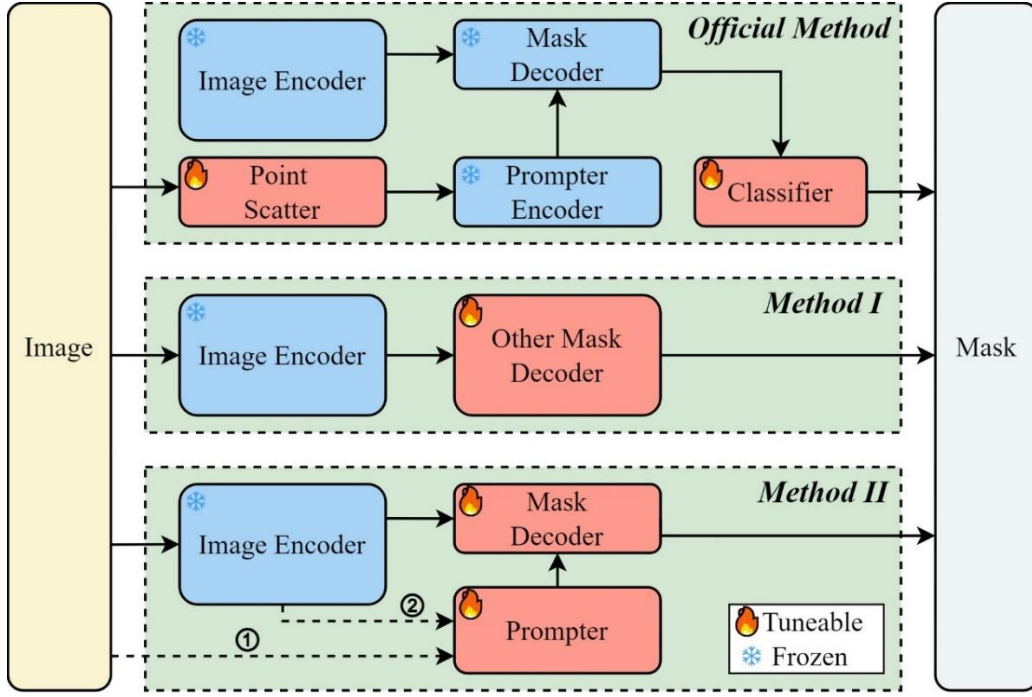 Image
Official Method
Image Encoder
Mask
Decoder
Point
Scatter
Prompter
Encoder
Classifier
Method I
Image Encoder
Other Mask
Decoder
Mask
Method II
Image Encoder
Mask
Decoder
②
Prompter
①
Tuneable
Frozen